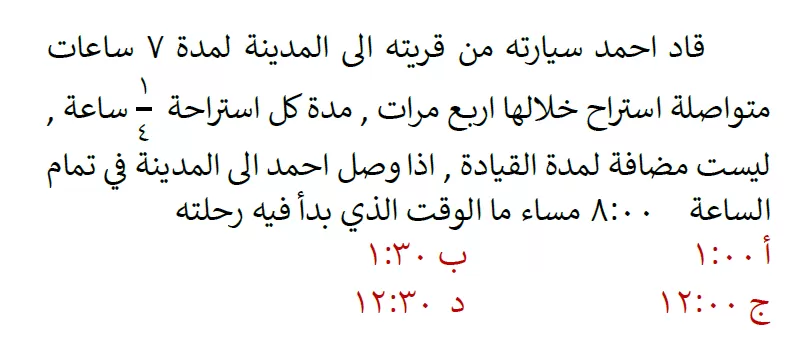 قاد احمد سيارته من قريته الى المدينة لمدة ٧ ساعات
متواصلة استراح خلالها اربع مرات , مدة كل استراحة ١/٤ ساعة ,
ليست مضافة لمدة القيادة , اذا وصل احمد الى المدينة في تمام
الساعة ٨:٠٠ مساء ما الوقت الذي بدأ فيه رحلته
أ ١:٠٠ ب ١:٣٠
ج ١٢:٠٠ د ١٢:٣٠